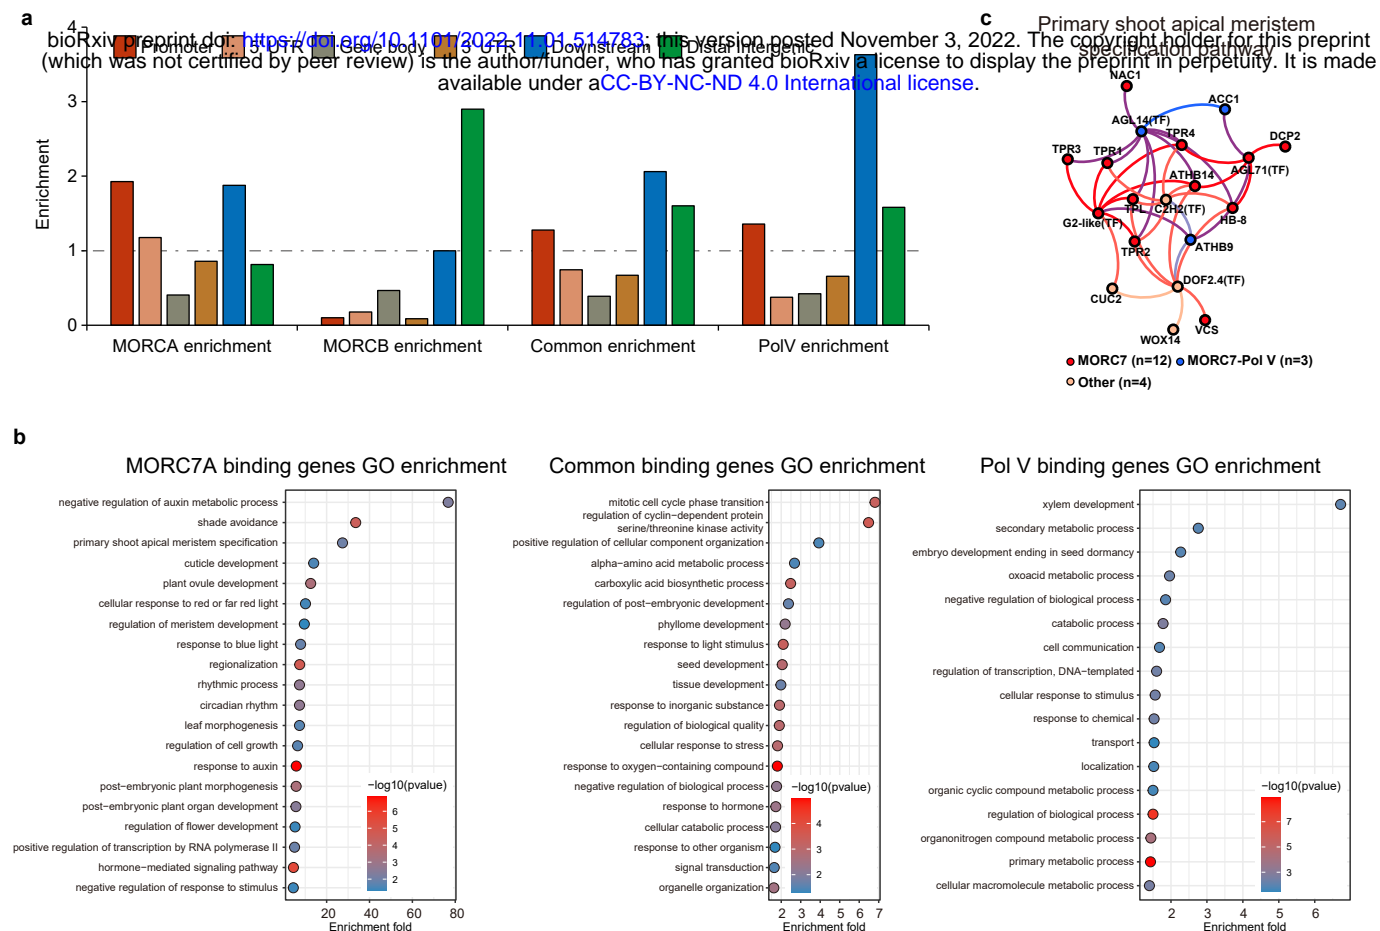 a
bioRxiv preprint doi: https://doi.org/10.1101/2022.11.01.514783; this version posted November 3, 2022. The copyright holder for this preprint
(which was not certified by peer review) is the author/funder, who has granted bioRxiv a license to display the preprint in perpetuity. It is made
available under aCC-BY-NC-ND 4.0 International license.
Promoter 5' UTR Gene body 3' UTR Downstream Distal Intergenic
Enrichment
4
3
2
1
0
MORCA enrichment MORCB enrichment Common enrichment PolV enrichment
c
Primary shoot apical meristem
specification pathway
NAC1
ACC1
AGL14(TF)
TPR4
DCP2
TPR3
TPR1
AGL71(TF)
ATHB14
TPL
C2H2(TF)
HB-8
G2-like(TF)
TPR2
ATHB9
DOF2.4(TF)
CUC2
WOX14
VCS
MORC7 (n=12) MORC7-Pol V (n=3)
Other (n=4)
b
MORC7A binding genes GO enrichment
negative regulation of auxin metabolic process
shade avoidance
primary shoot apical meristem specification
cuticle development
plant ovule development
cellular response to red or far red light
regulation of meristem development
response to blue light
regionalization
rhythmic process
circadian rhythm
leaf morphogenesis
regulation of cell growth
response to auxin
post-embryonic plant morphogenesis
post-embryonic plant organ development
regulation of flower development
positive regulation of transcription by RNA polymerase II
hormone-mediated signaling pathway
negative regulation of response to stimulus
−log10(pvalue)
6
5
4
3
2
20 40 60 80
Enrichment fold
Common binding genes GO enrichment
mitotic cell cycle phase transition
regulation of cyclin−dependent protein
serine/threonine kinase activity
positive regulation of cellular component organization
alpha−amino acid metabolic process
carboxylic acid biosynthetic process
regulation of post−embryonic development
phyllome development
response to light stimulus
seed development
tissue development
response to inorganic substance
regulation of biological quality
cellular response to stress
response to oxygen−containing compound
negative regulation of biological process
response to hormone
cellular catabolic process
response to other organism
signal transduction
organelle organization
−log10(pvalue)
4
3
2
2 3 4 5 6 7
Enrichment fold
Pol V binding genes GO enrichment
xylem development
secondary metabolic process
embryo development ending in seed dormancy
oxoacid metabolic process
negative regulation of biological process
catabolic process
cell communication
regulation of transcription, DNA−templated
cellular response to stimulus
response to chemical
transport
localization
organic cyclic compound metabolic process
regulation of biological process
organonitrogen compound metabolic process
primary metabolic process
cellular macromolecule metabolic process
−log10(pvalue)
7
5
3
2 3 4 5 6
Enrichment fold